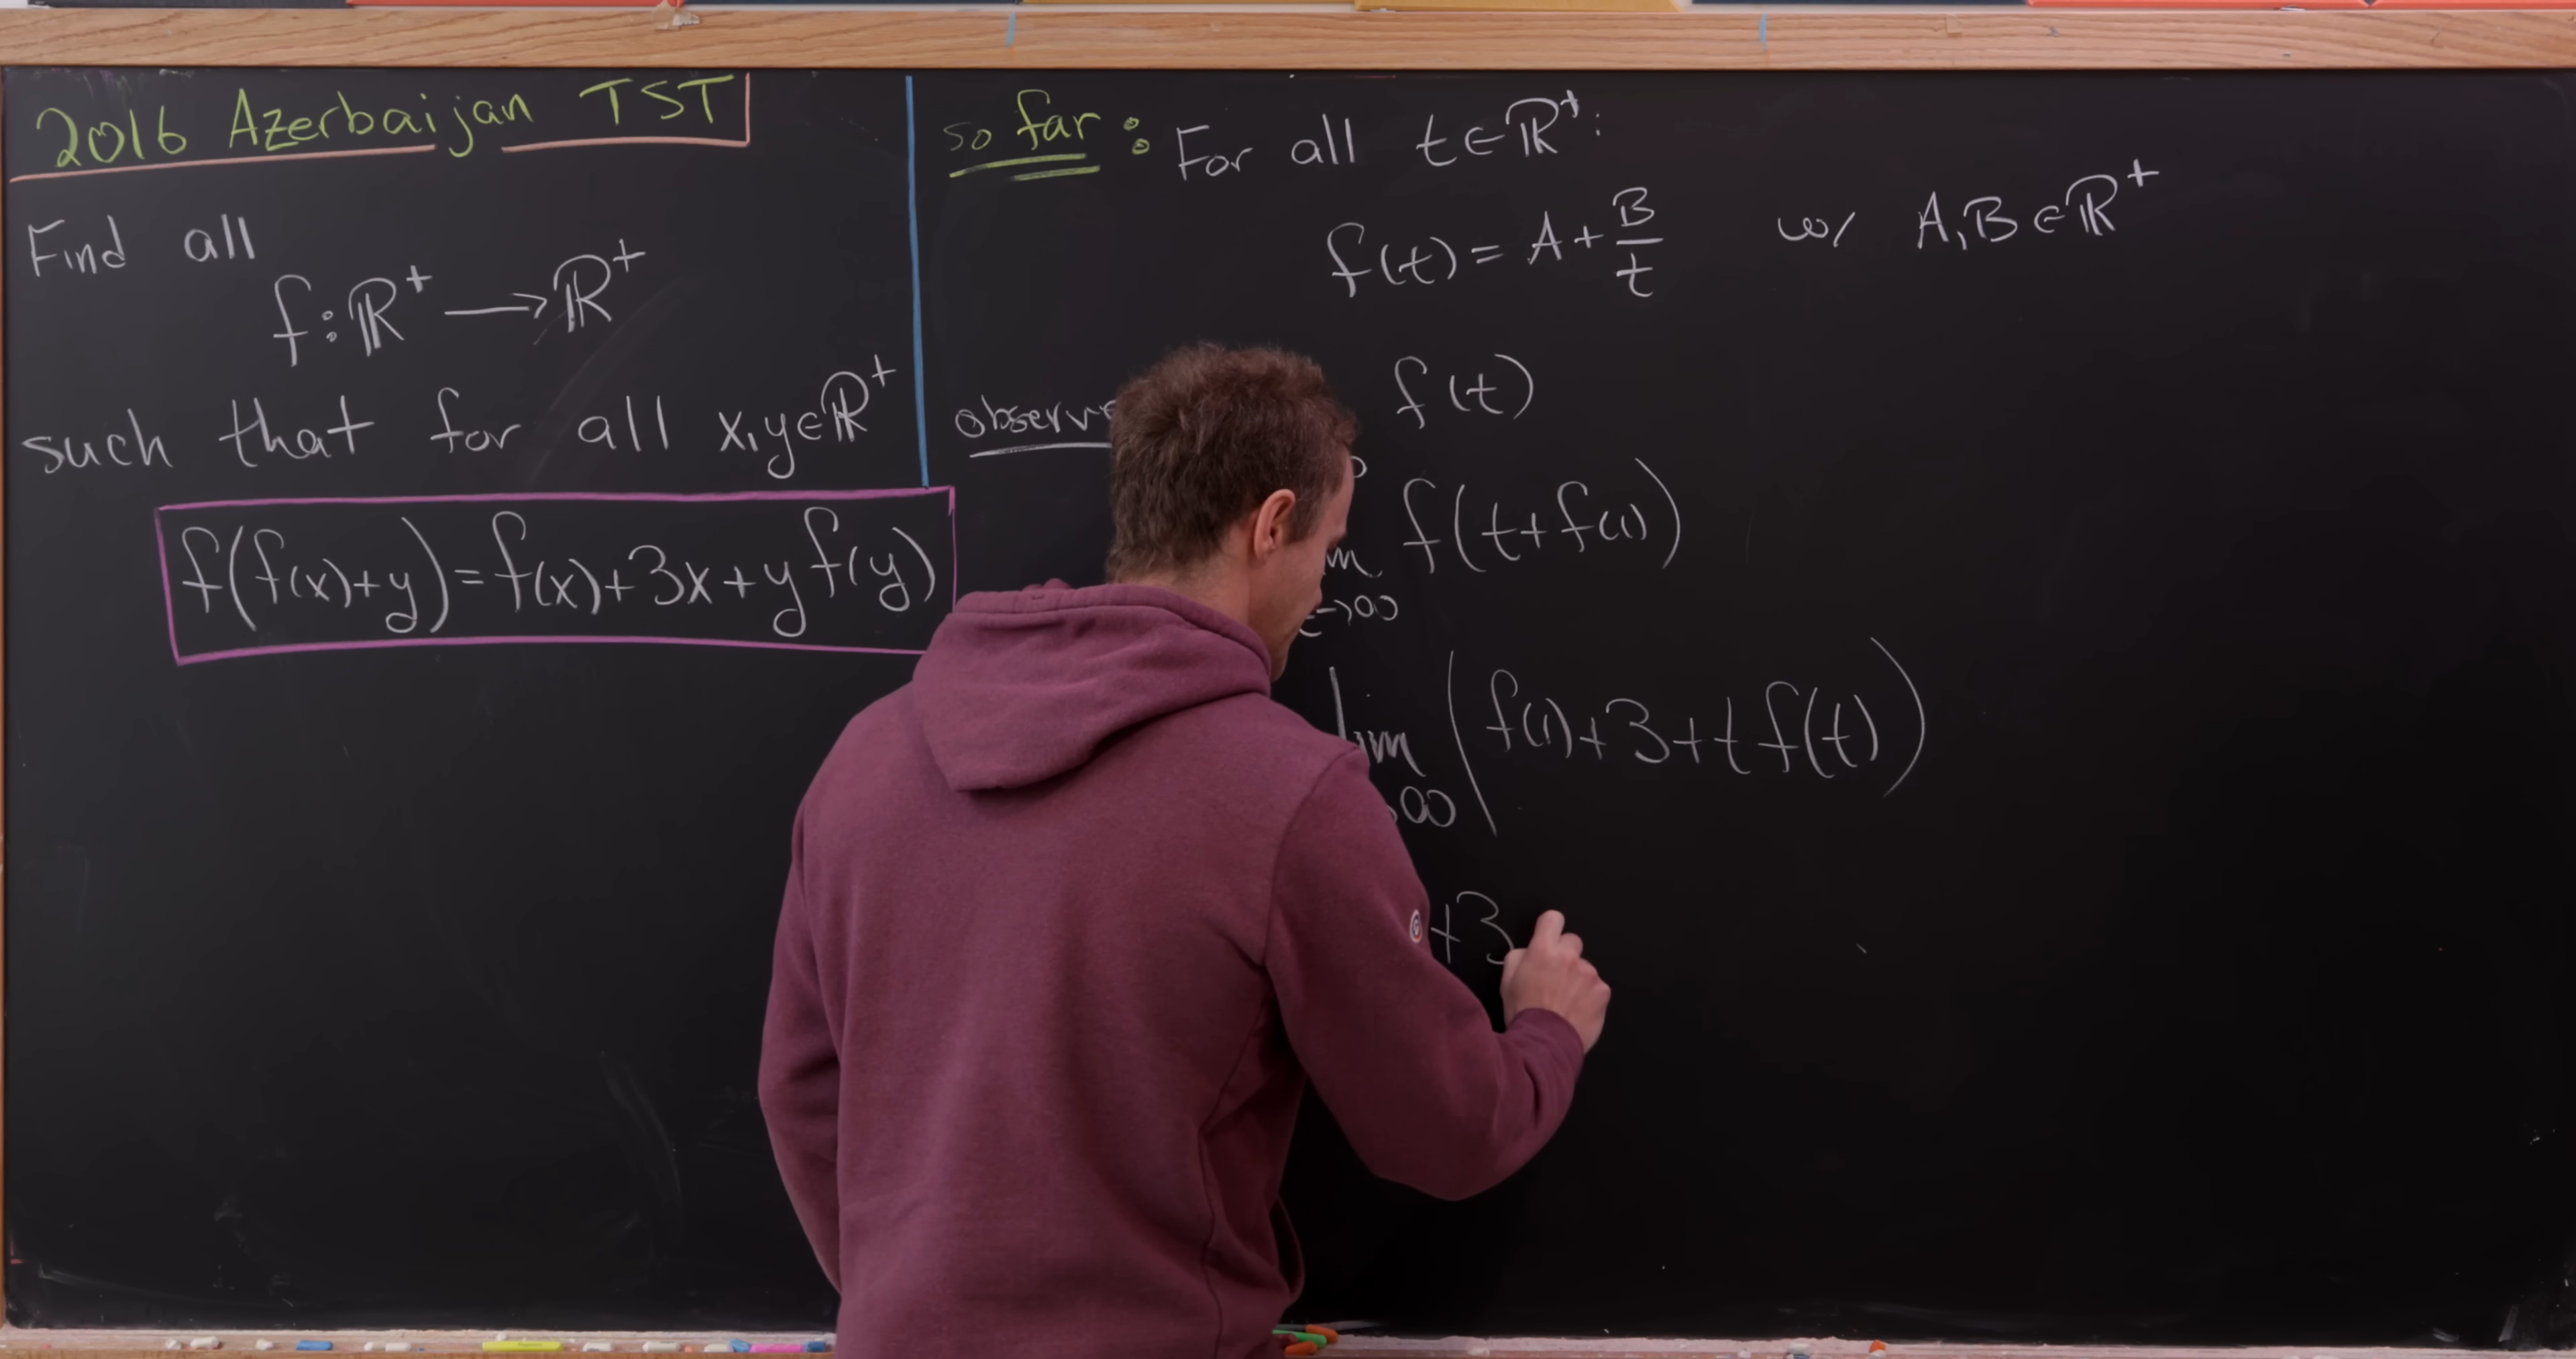 2016 Azerbaijan TST
Find all
f: ℝ⁺ → ℝ⁺
such that for all x,y∈ℝ⁺
f(f(x)+y)=f(x)+3x+yf(y)
so far: For all t∈ℝ⁺:
f(t)=A+B/t w/ A,B∈ℝ⁺
f(t)
f(t+f(1))
→∞
lim (f(1)+3+tf(t))
∞
+3